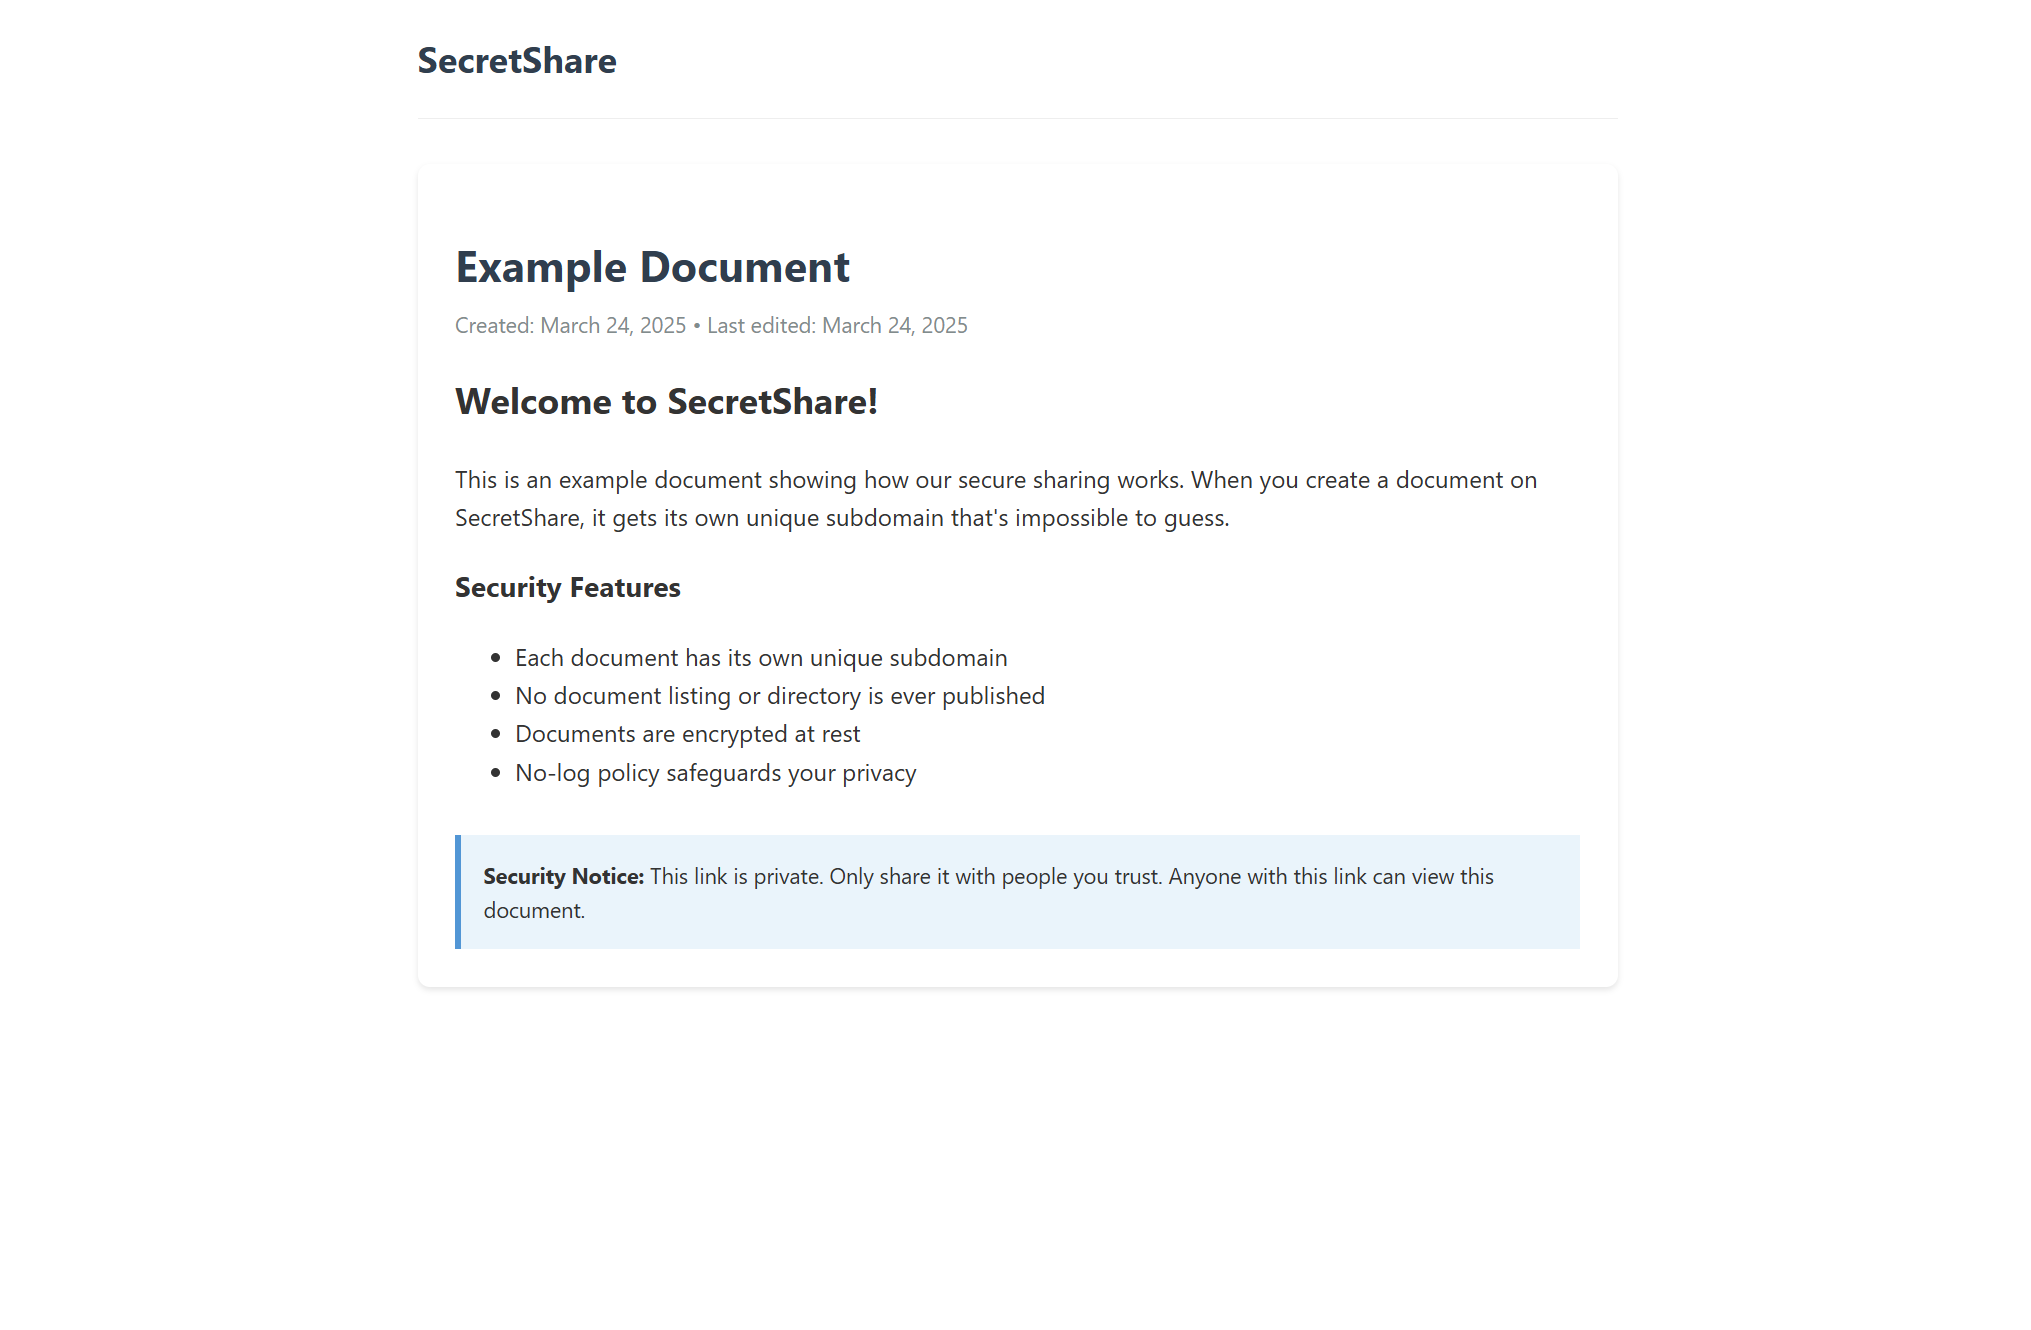 SecretShare
Example Document
Created: March 24, 2025 • Last edited: March 24, 2025
Welcome to SecretShare!
This is an example document showing how our secure sharing works. When you create a document on
SecretShare, it gets its own unique subdomain that's impossible to guess.
Security Features
• Each document has its own unique subdomain
• No document listing or directory is ever published
• Documents are encrypted at rest
• No-log policy safeguards your privacy
Security Notice: This link is private. Only share it with people you trust. Anyone with this link can view this
document.